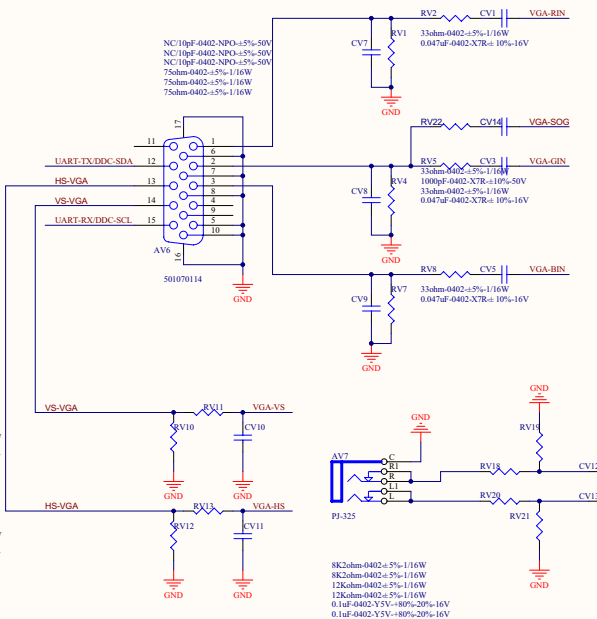 RV2
CV1
VGA-RIN
NC/10pF-0402-NPO-±5%-50V
NC/10pF-0402-NPO-±5%-50V
NC/10pF-0402-NPO-±5%-50V
75ohm-0402-±5%-1/16W
75ohm-0402-±5%-1/16W
75ohm-0402-±5%-1/16W
CV7
RV1
33ohm-0402-±5%-1/16W
0.047uF-0402-X7R-±10%-16V
GND
RV22
CV14
VGA-SOG
17
11
1
6
UART-TX/DDC-SDA
12
2
7
HS-VGA
13
3
8
VS-VGA
14
4
9
UART-RX/DDC-SCL
15
5
10
AV6
16
501070114
GND
RV5
CV3
VGA-GIN
CV8
RV4
33ohm-0402-±5%-1/16W
1000pF-0402-X7R-±10%-50V
33ohm-0402-±5%-1/16W
0.047uF-0402-X7R-±10%-16V
GND
RV8
CV5
VGA-BIN
CV9
RV7
33ohm-0402-±5%-1/16W
0.047uF-0402-X7R-±10%-16V
GND
VS-VGA
RV11
VGA-VS
RV10
CV10
GND
GND
HS-VGA
RV13
VGA-HS
RV12
CV11
GND
GND
GND
GND
RV19
AV7
C
R1
R
L1
L
PJ-325
RV18
CV12
RV20
CV13
RV21
GND
8K2ohm-0402-±5%-1/16W
8K2ohm-0402-±5%-1/16W
12Kohm-0402-±5%-1/16W
12Kohm-0402-±5%-1/16W
0.1uF-0402-Y5V-+80%-20%-16V
0.1uF-0402-Y5V-+80%-20%-16V